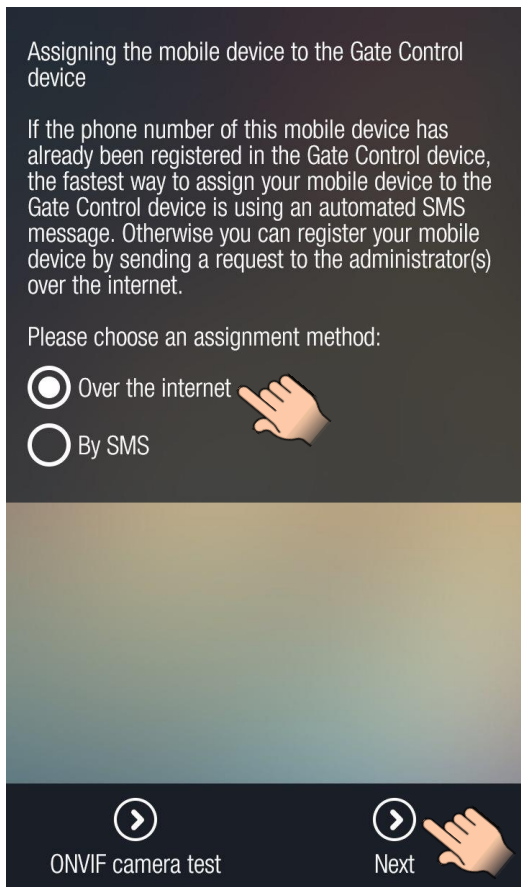 Assigning the mobile device to the Gate Control
device
If the phone number of this mobile device has
already been registered in the Gate Control device,
the fastest way to assign your mobile device to the
Gate Control device is using an automated SMS
message. Otherwise you can register your mobile
device by sending a request to the administrator(s)
over the internet.
Please choose an assignment method:
Over the internet
By SMS
ONVIF camera test
Next